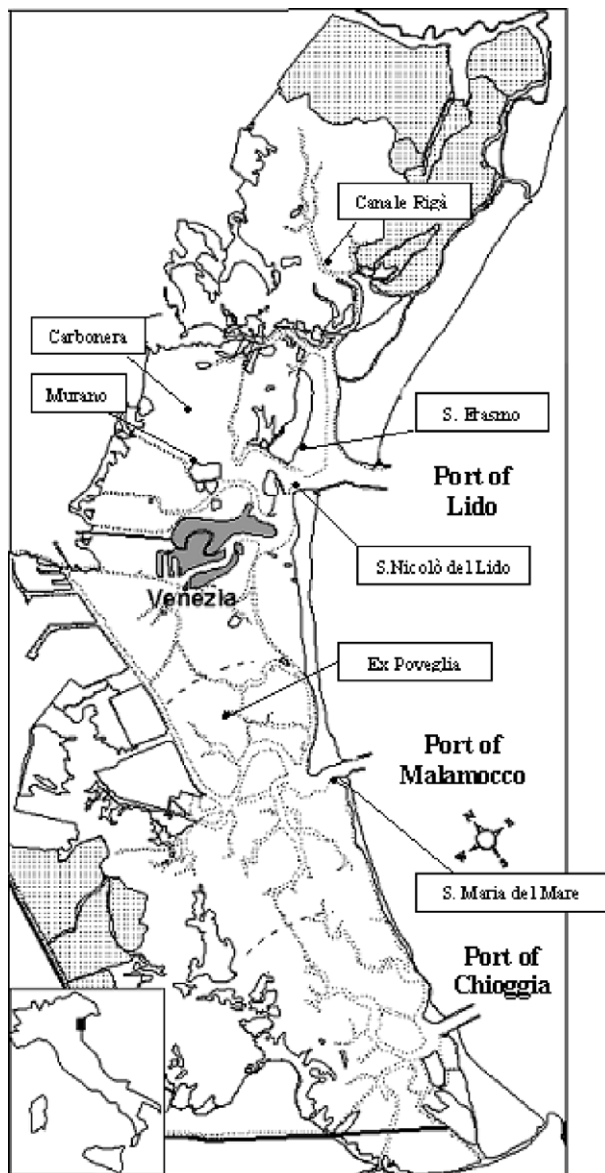 Canale Rigà
Carbonera
Murano
S. Erasmo
Port of
Lido
S.Nicolò del Lido
Venezia
Ex Poveglia
Port of
Malamocco
S. Maria del Mare
Port of
Chioggia